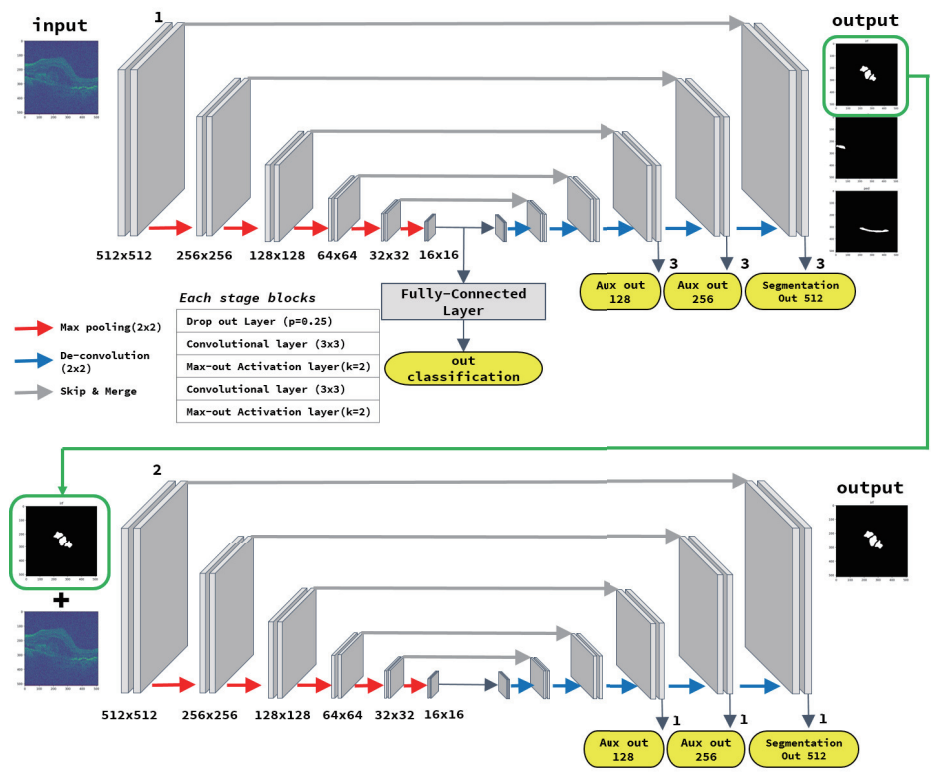 1
input
output
512x512
256x256
128x128
64x64
32x32
16x16
3
3
3
Aux out
128
Aux out
256
Segmentation
Out 512
Fully-Connected
Layer
out
classification
Each stage blocks
Drop out Layer (p=0.25)
Convolutional layer (3x3)
Max-out Activation layer(k=2)
Convolutional layer (3x3)
Max-out Activation layer(k=2)
Max pooling(2x2)
De-convolution
(2x2)
Skip & Merge
2
output
+
512x512
256x256
128x128
64x64
32x32
16x16
1
1
1
Aux out
128
Aux out
256
Segmentation
Out 512